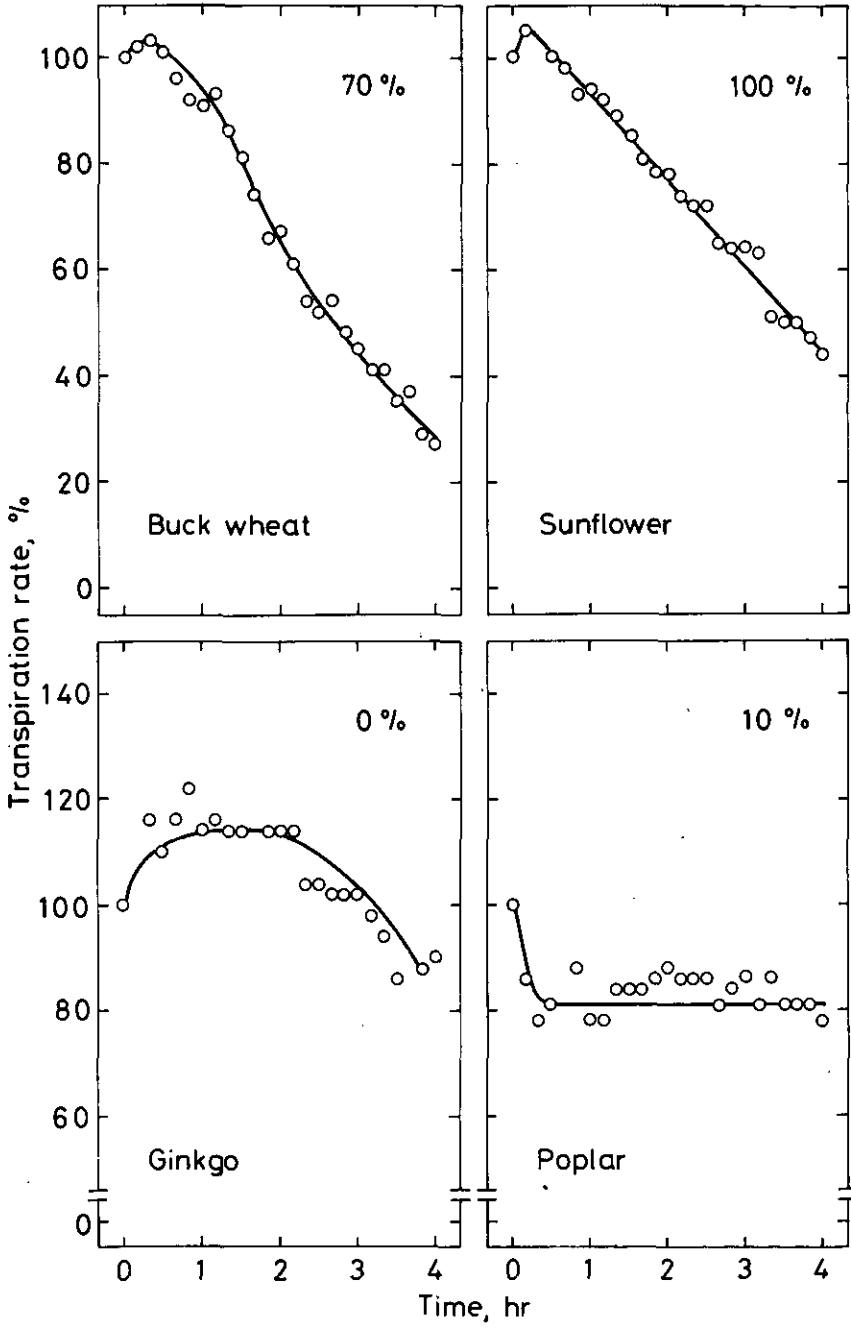 100
80
60
40
20
0
70 %
Buck wheat
100 %
Sunflower
Transpiration rate, %
140
120
100
80
60
0
0 %
Ginkgo
10 %
Poplar
0 1 2 3 4
0 1 2 3 4
Time, hr